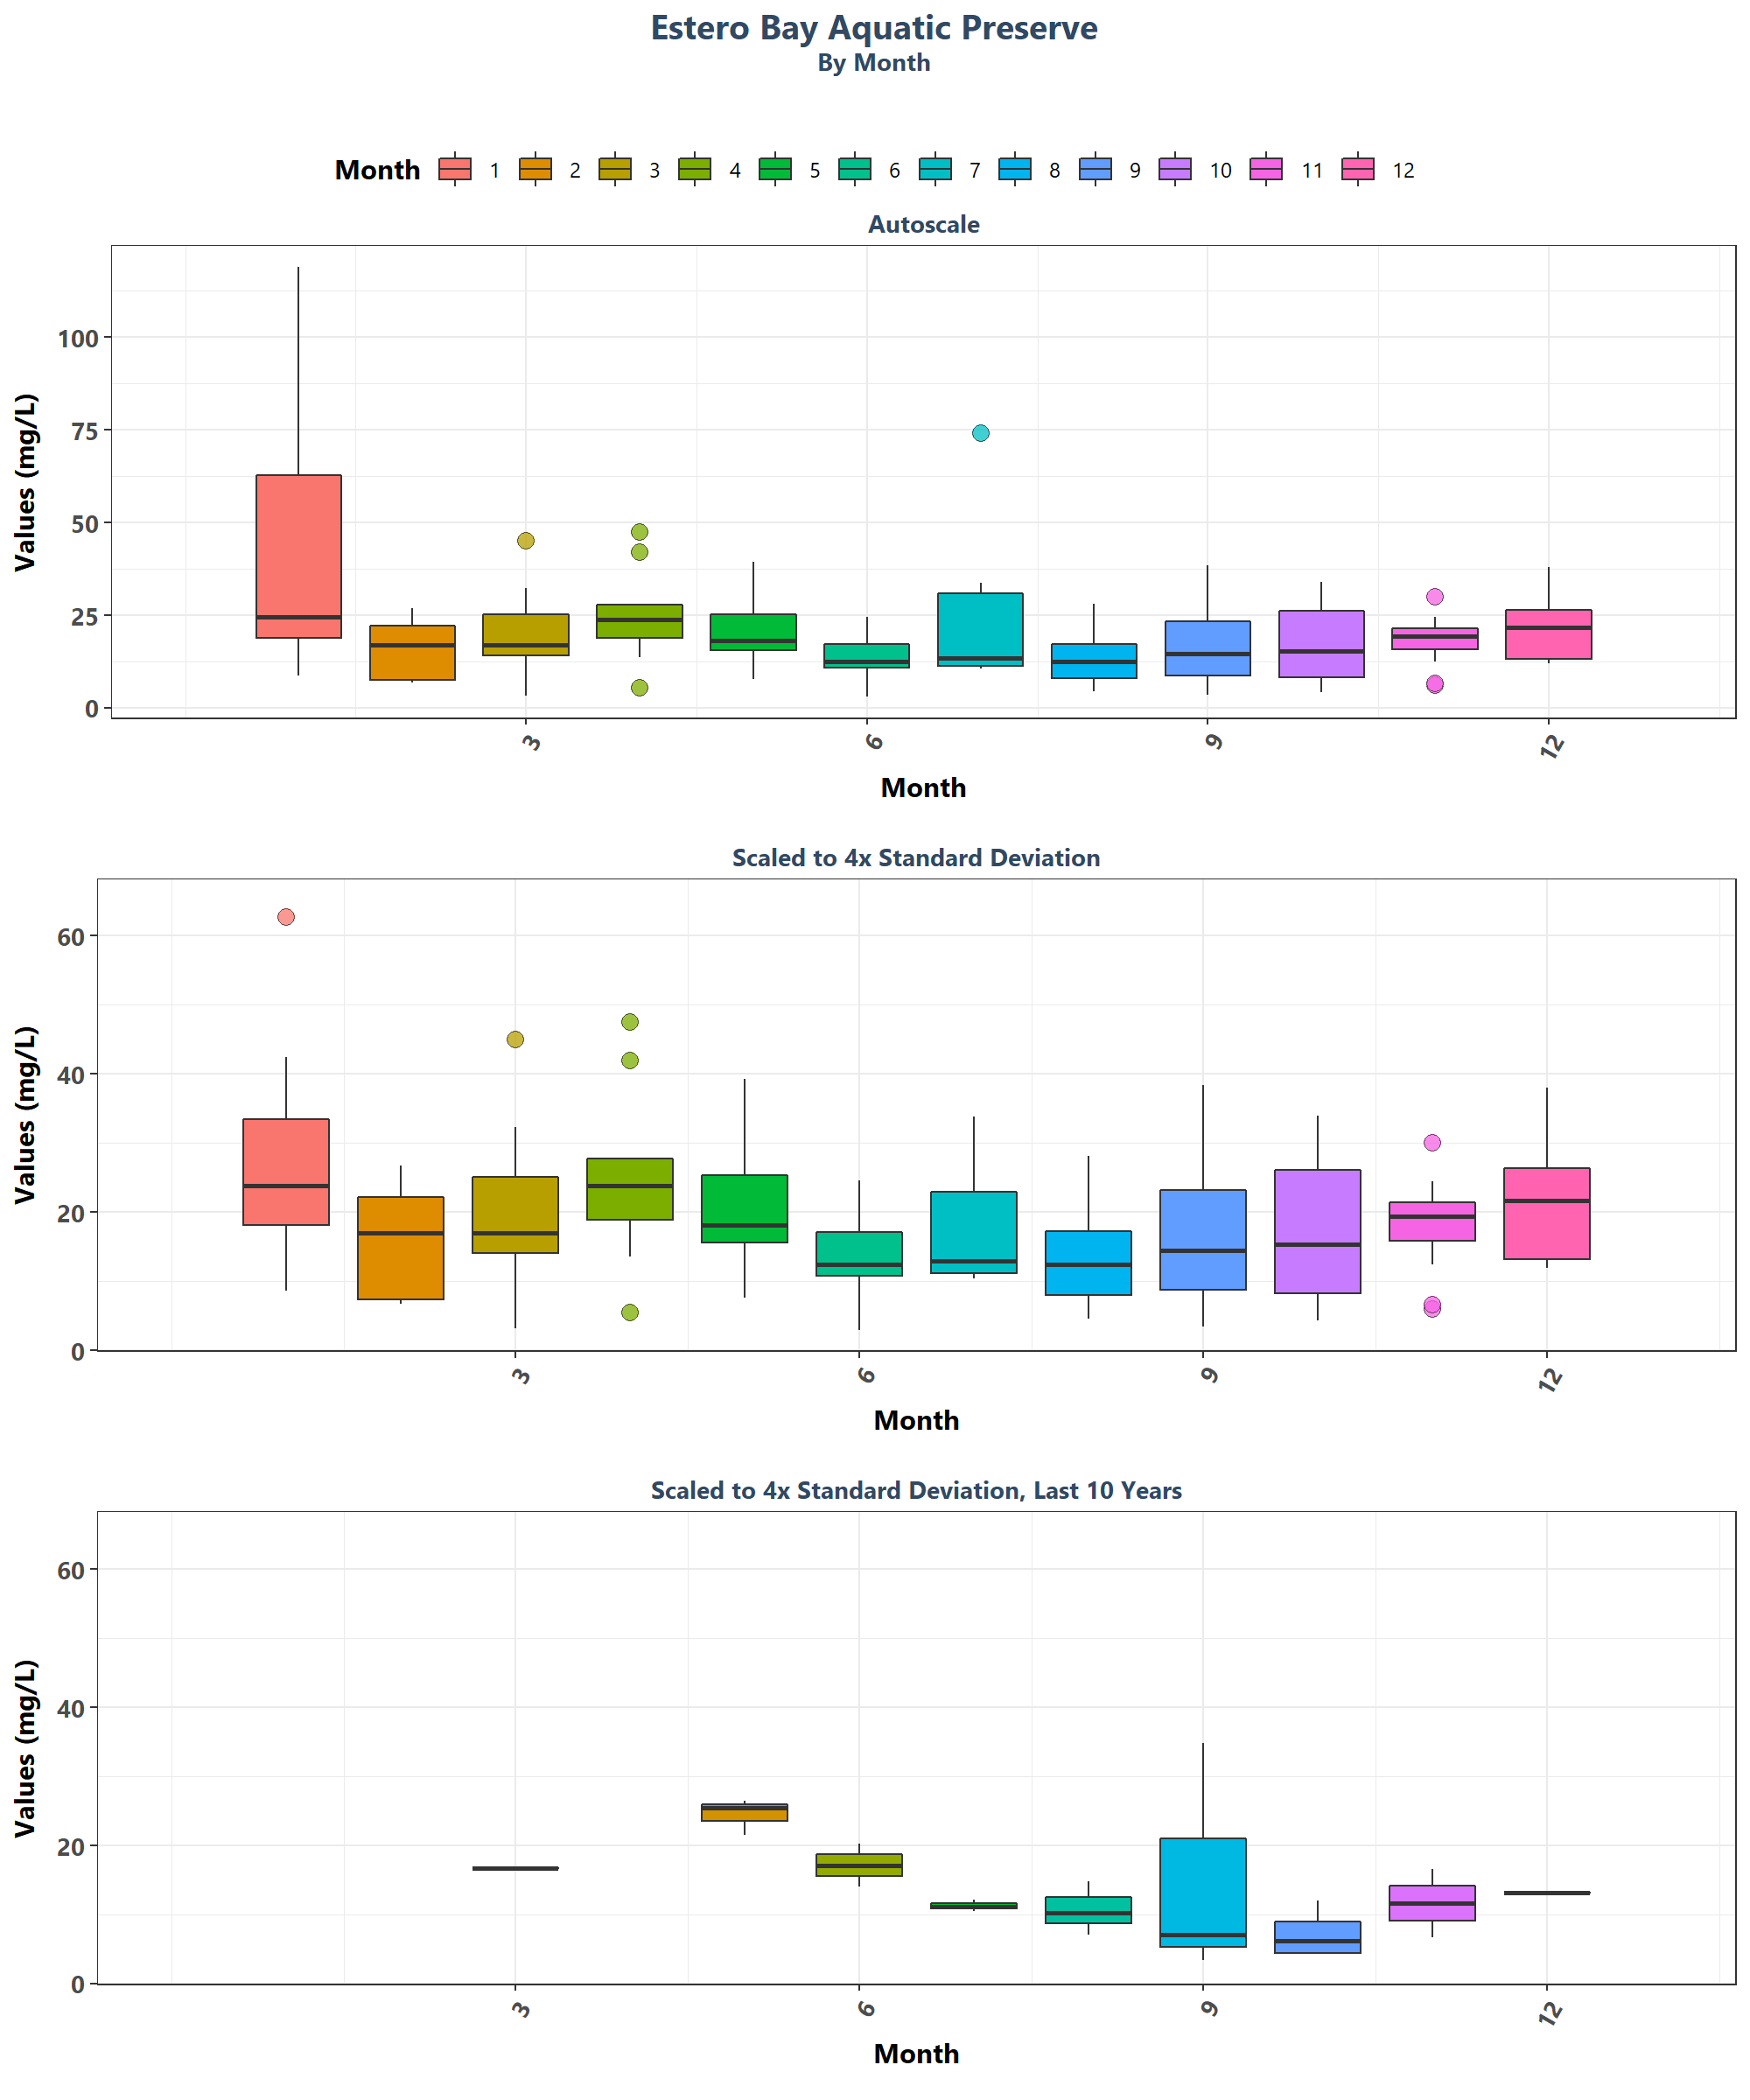 Estero Bay Aquatic Preserve
By Month
Month 1 2 3 4 5 6 7 8 9 10 11 12
Autoscale
Values (mg/L)
100
75
50
25
0
3 6 9 12
Month
Scaled to 4x Standard Deviation
Values (mg/L)
60
40
20
0
3 6 9 12
Month
Scaled to 4x Standard Deviation, Last 10 Years
Values (mg/L)
60
40
20
0
3 6 9 12
Month